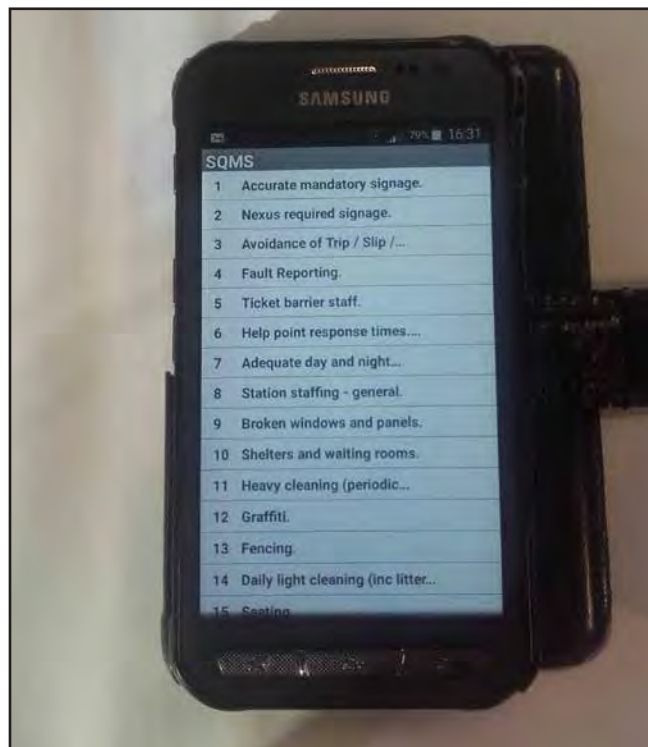 SAMSUNG
79% 16:31
SQMS
1 Accurate mandatory signage.
2 Nexus required signage.
3 Avoidance of Trip / Slip /...
4 Fault Reporting.
5 Ticket barrier staff.
6 Help point response times....
7 Adequate day and night...
8 Station staffing - general.
9 Broken windows and panels.
10 Shelters and waiting rooms.
11 Heavy cleaning (periodic...
12 Graffiti.
13 Fencing.
14 Daily light cleaning (inc litter...
15 Seating